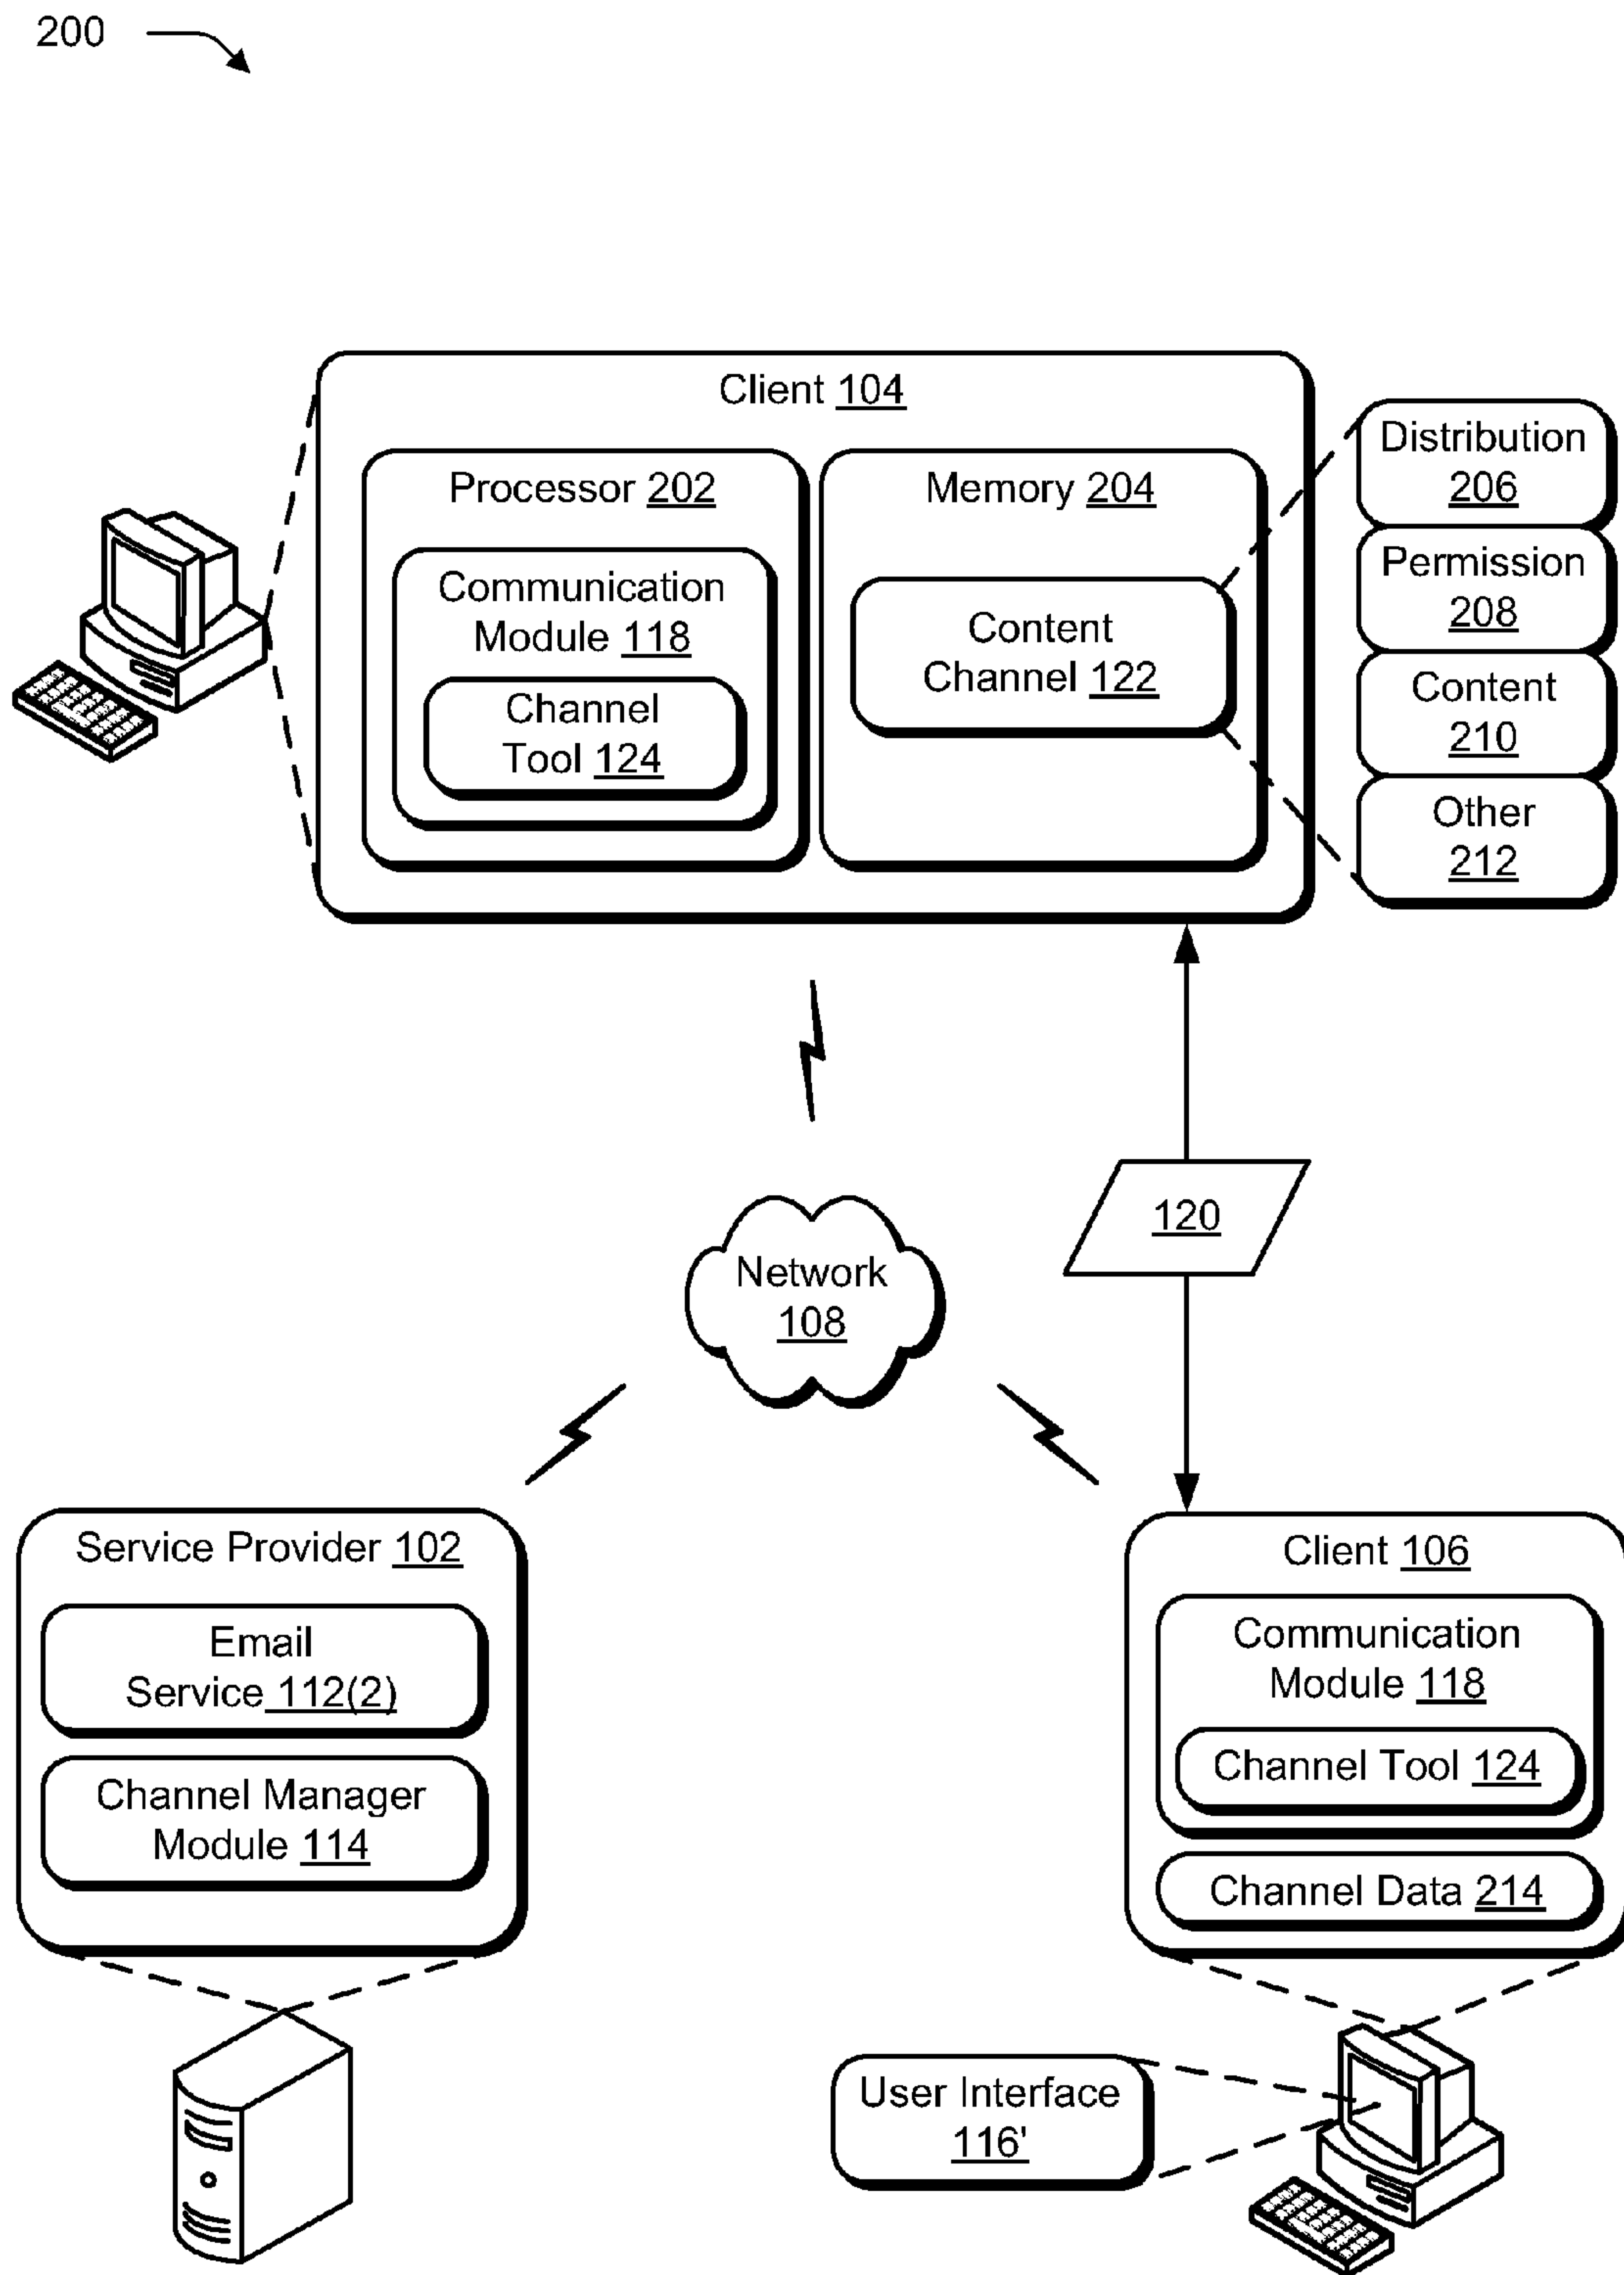 200
Client 104
Processor 202
Communication
Module 118
Channel
Tool 124
Memory 204
Content
Channel 122
Distribution
206
Permission
208
Content
210
Other
212
120
Network
108
Service Provider 102
Email
Service 112(2)
Channel Manager
Module 114
Client 106
Communication
Module 118
Channel Tool 124
Channel Data 214
User Interface
116'